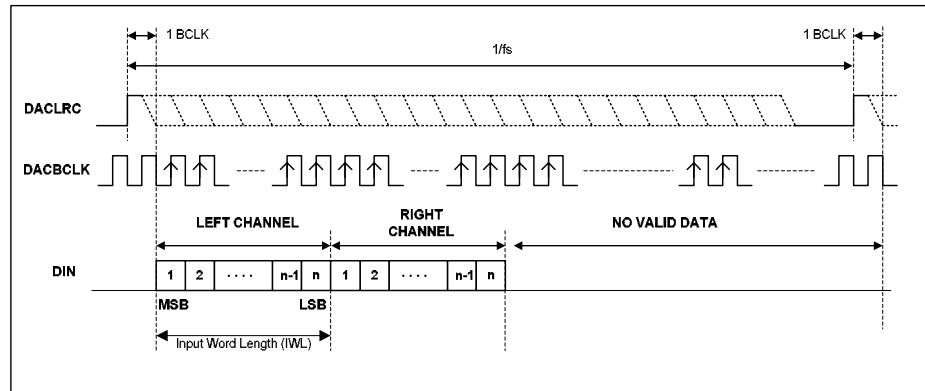 1 BCLK
1 BCLK
1/fs
DACLRC
DACBCLK
LEFT CHANNEL
RIGHT
CHANNEL
NO VALID DATA
DIN
1 2 .... n-1 n 1 2 .... n-1 n
MSB
LSB
Input Word Length (IWL)